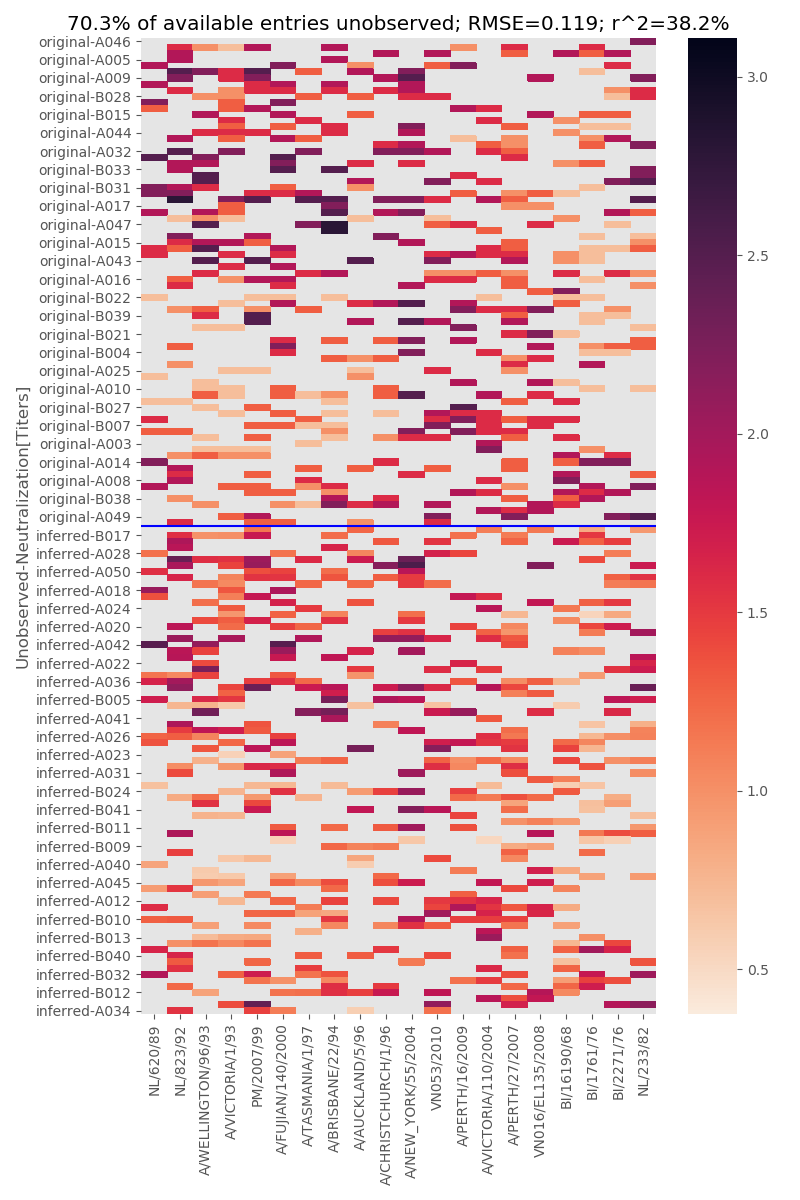 70.3% of available entries unobserved; RMSE=0.119; r^2=38.2%
Unobserved-Neutralization[Titers]
original-A046
original-A005
original-A009
original-B028
original-B015
original-A044
original-A032
original-B033
original-B031
original-A017
original-A047
original-A015
original-A043
original-A016
original-B022
original-B039
original-B021
original-B004
original-A025
original-A010
original-B027
original-B007
original-A003
original-A014
original-A008
original-B038
original-A049
inferred-B017
inferred-A028
inferred-A050
inferred-A018
inferred-A024
inferred-A020
inferred-A042
inferred-A022
inferred-A036
inferred-B005
inferred-A041
inferred-A026
inferred-A023
inferred-A031
inferred-B024
inferred-B041
inferred-B011
inferred-B009
inferred-A040
inferred-A045
inferred-A012
inferred-B010
inferred-B013
inferred-B040
inferred-B032
inferred-B012
inferred-A034
NL/620/89
NL/823/92
A/WELLINGTON/96/93
A/VICTORIA/1/93
PM/2007/99
A/FUJIAN/140/2000
A/TASMANIA/1/97
A/BRISBANE/22/94
A/AUCKLAND/5/96
A/CHRISTCHURCH/1/96
A/NEW_YORK/55/2004
VN053/2010
A/PERTH/16/2009
A/VICTORIA/110/2004
A/PERTH/27/2007
VN016/EL135/2008
BI/16190/68
BI/1761/76
BI/2271/76
NL/233/82
3.0
2.5
2.0
1.5
1.0
0.5